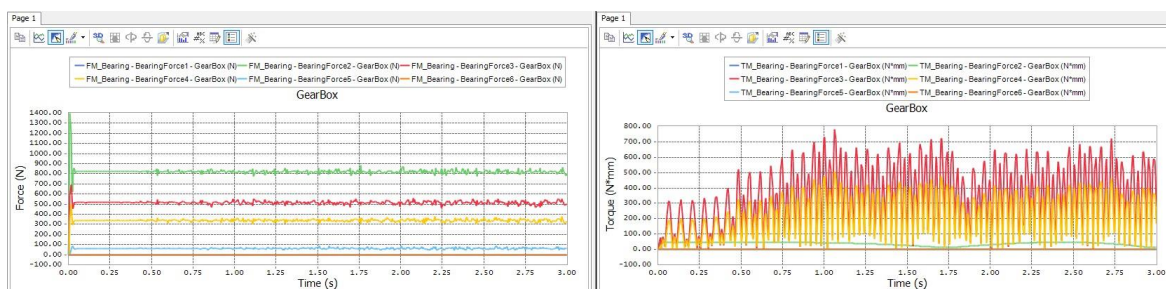 Page 1
FM_Bearing - BearingForce1 - GearBox (N) FM_Bearing - BearingForce2 - GearBox (N) FM_Bearing - BearingForce3 - GearBox (N)
FM_Bearing - BearingForce4 - GearBox (N) FM_Bearing - BearingForce5 - GearBox (N) FM_Bearing - BearingForce6 - GearBox (N)
GearBox
1400.00
1300.00
1200.00
1100.00
1000.00
900.00
800.00
700.00
600.00
500.00
400.00
300.00
200.00
100.00
0.00
-100.00
Force (N)
0.00 0.25 0.50 0.75 1.00 1.25 1.50 1.75 2.00 2.25 2.50 2.75 3.00
Time (s)
Page 1
TM_Bearing - BearingForce1 - GearBox (N*mm) TM_Bearing - BearingForce2 - GearBox (N*mm)
TM_Bearing - BearingForce3 - GearBox (N*mm) TM_Bearing - BearingForce4 - GearBox (N*mm)
TM_Bearing - BearingForce5 - GearBox (N*mm) TM_Bearing - BearingForce6 - GearBox (N*mm)
GearBox
800.00
700.00
600.00
500.00
400.00
300.00
200.00
100.00
0.00
-100.00
Torque (N*mm)
0.00 0.25 0.50 0.75 1.00 1.25 1.50 1.75 2.00 2.25 2.50 2.75 3.00
Time (s)